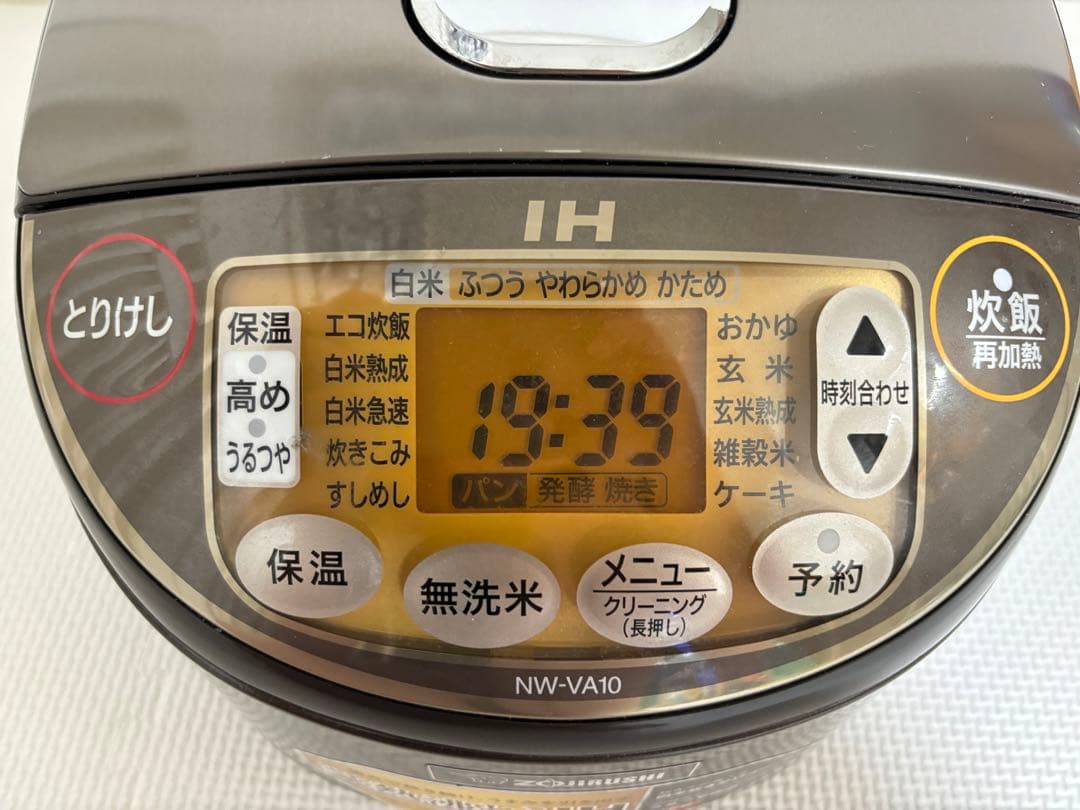 IH
白米 ふつう やわらかめ かため
とりけし
保温
高め
うるつや
エコ炊飯
白米熟成
白米急速
炊きこみ
すしめし
19:39
パン 発酵 焼き
おかゆ
玄米
玄米熟成
雑穀米
ケーキ
時刻合わせ
炊飯
再加熱
保温
無洗米
メニュー
クリーニング
(長押し)
予約
NW-VA10
ZOJIRUSHI